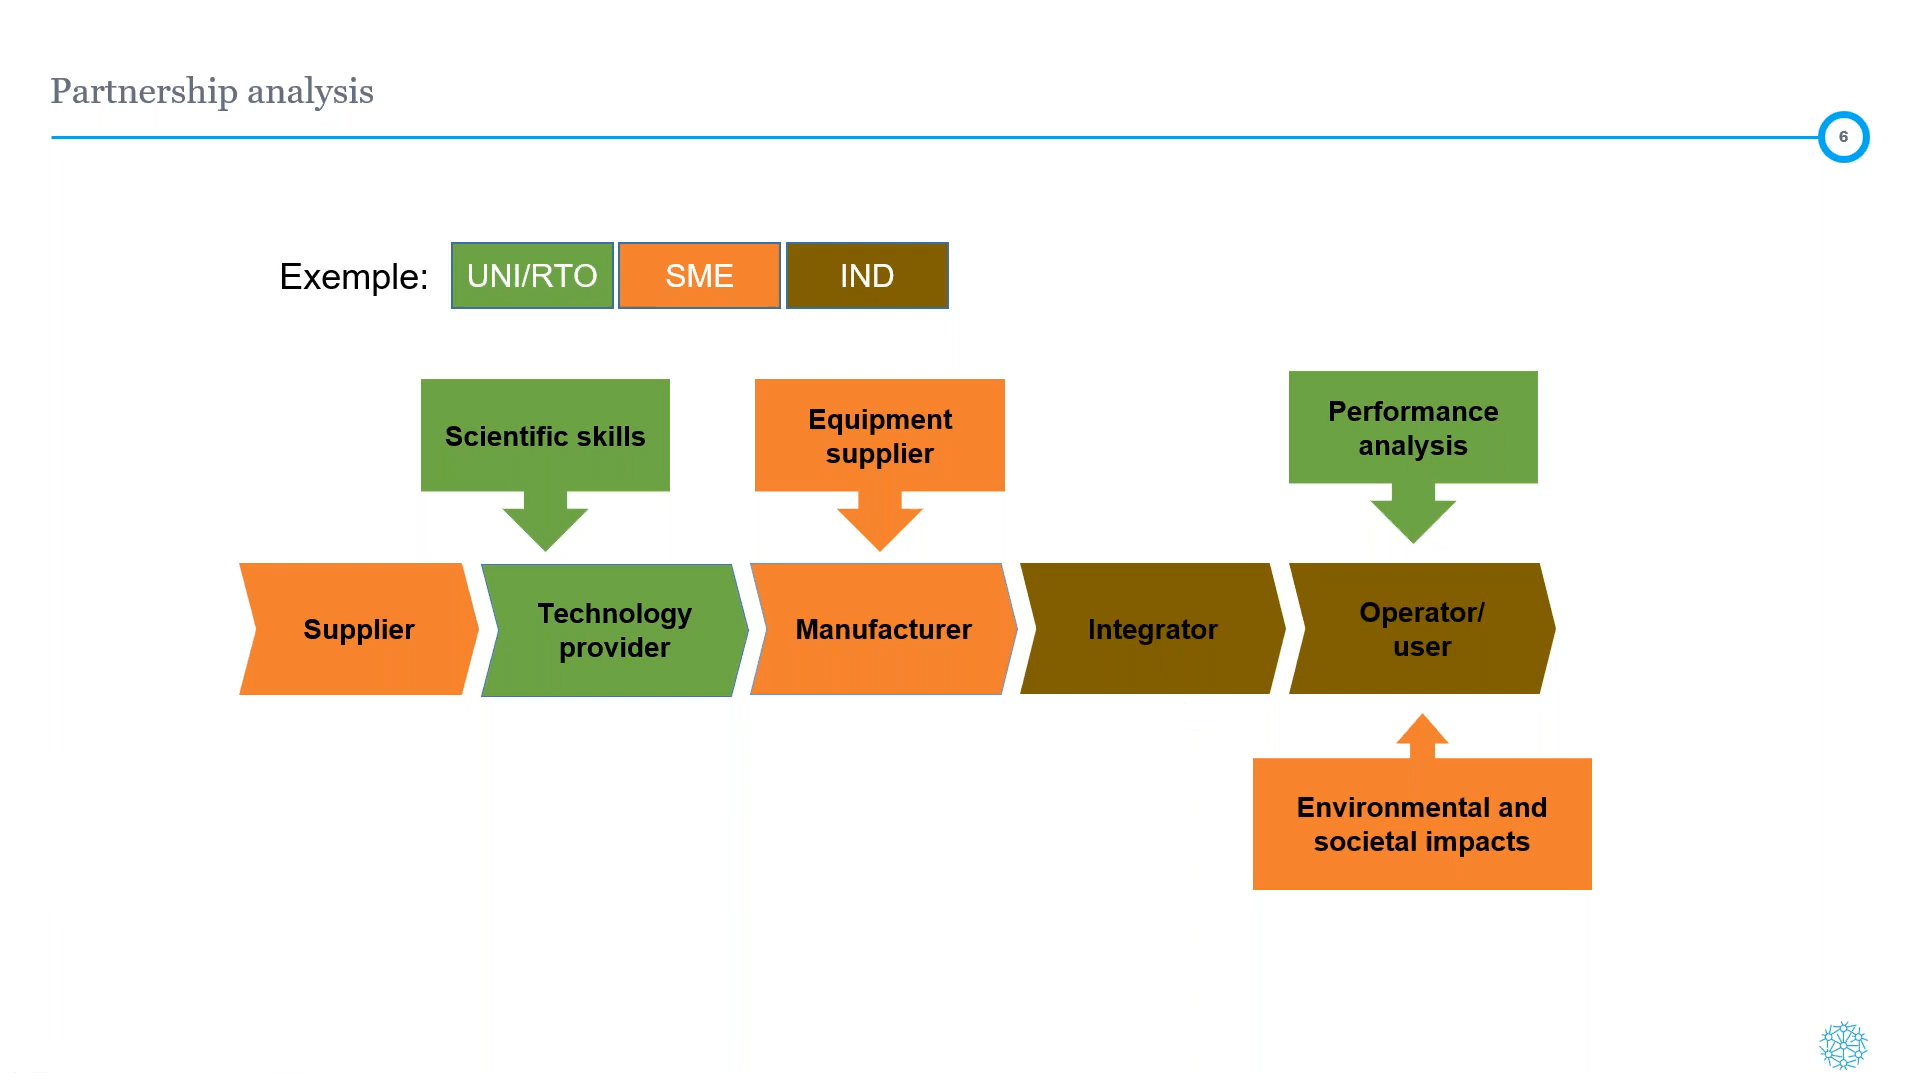 Partnership analysis
6
Exemple:
UNI/RTO
SME
IND
Scientific skills
Equipment
supplier
Performance
analysis
Supplier
Technology
provider
Manufacturer
Integrator
Operator/
user
Environmental and
societal impacts